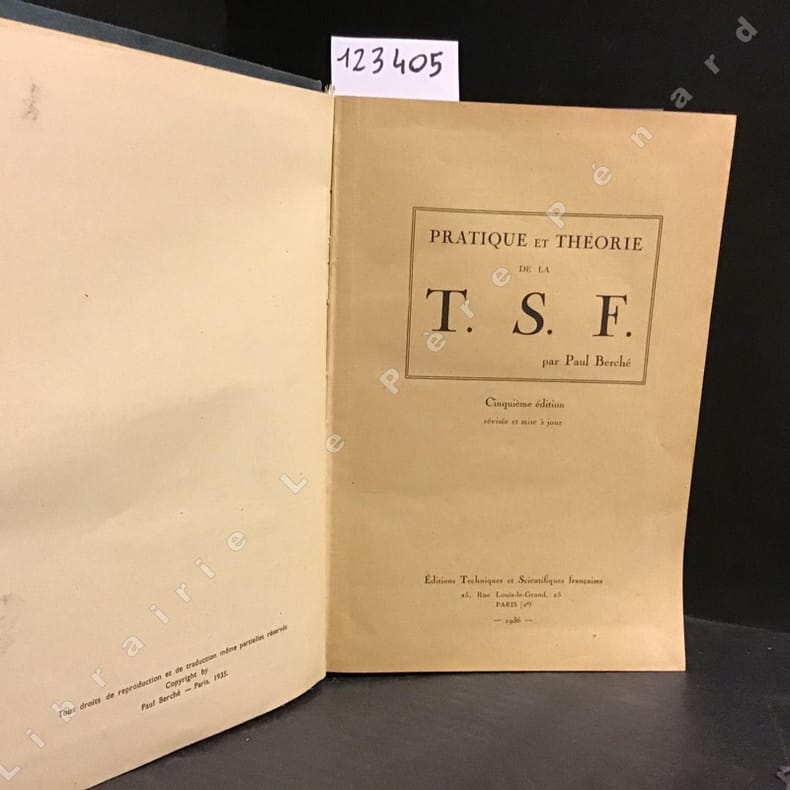 123405
PRATIQUE ET THÉORIE
DE LA
T. S. F.
par Paul Berché
Cinquième édition
révisée et mise à jour
Éditions Techniques et Scientifiques françaises
25, Rue Louis-le-Grand, 25
PARIS (2e)
— 1936 —
Tous droits de reproduction et de traduction même partielles réservés
Copyright by
Paul Berché — Paris, 1935.
Librairie Le Père Pénard